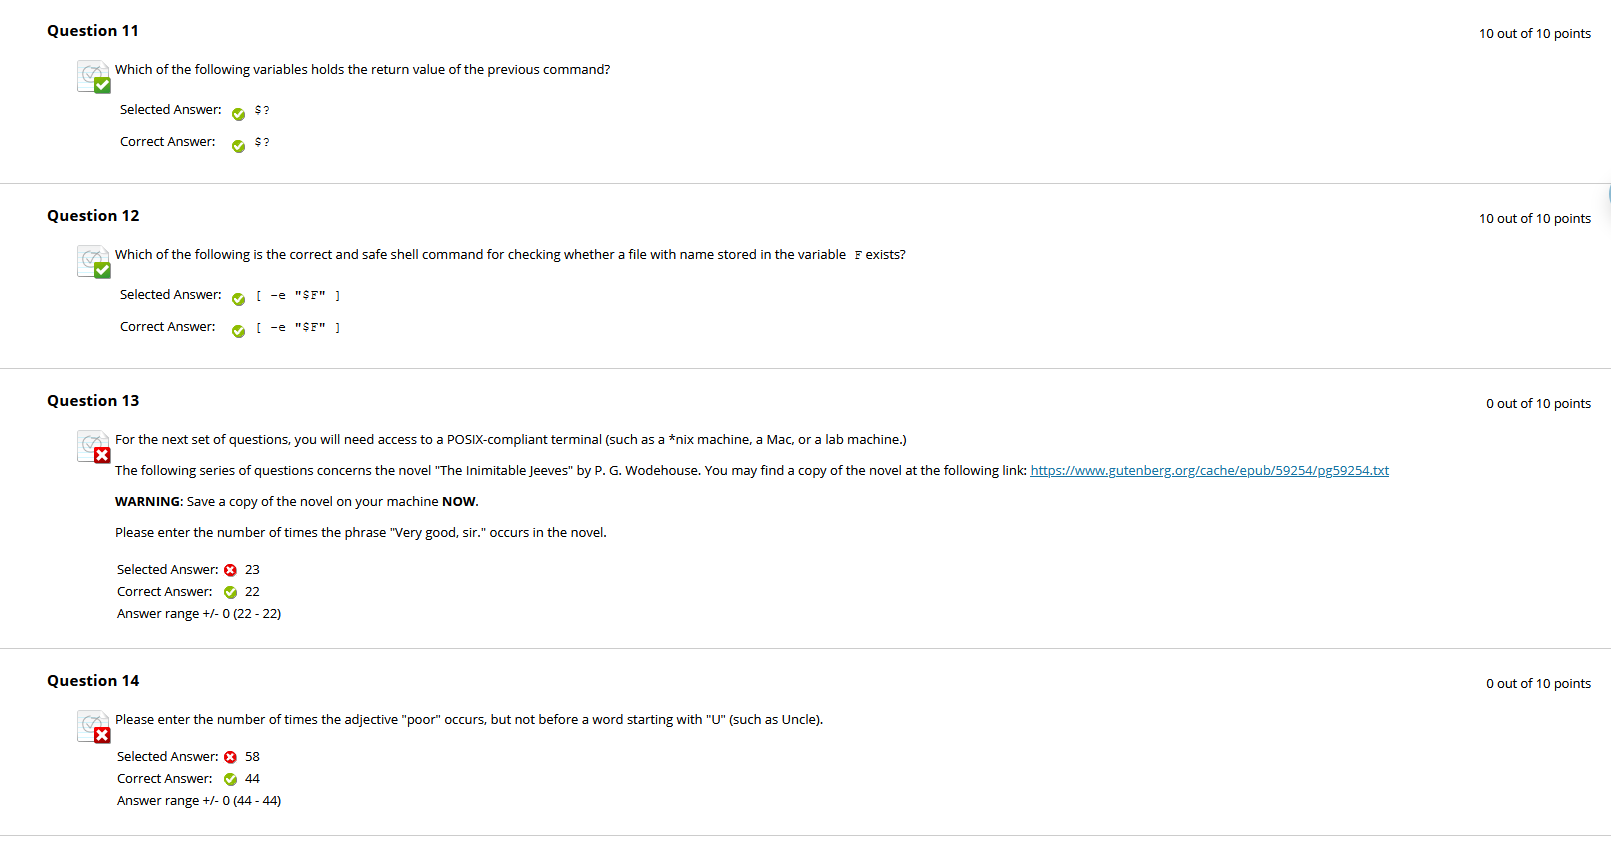 Question 11
10 out of 10 points
Which of the following variables holds the return value of the previous command?
Selected Answer: $?
Correct Answer: $?
Question 12
10 out of 10 points
Which of the following is the correct and safe shell command for checking whether a file with name stored in the variable F exists?
Selected Answer: [ -e "$F" ]
Correct Answer: [ -e "$F" ]
Question 13
0 out of 10 points
For the next set of questions, you will need access to a POSIX-compliant terminal (such as a *nix machine, a Mac, or a lab machine.)
The following series of questions concerns the novel "The Inimitable Jeeves" by P. G. Wodehouse. You may find a copy of the novel at the following link: https://www.gutenberg.org/cache/epub/59254/pg59254.txt
WARNING: Save a copy of the novel on your machine NOW.
Please enter the number of times the phrase "Very good, sir." occurs in the novel.
Selected Answer: 23
Correct Answer: 22
Answer range +/- 0 (22 - 22)
Question 14
0 out of 10 points
Please enter the number of times the adjective "poor" occurs, but not before a word starting with "U" (such as Uncle).
Selected Answer: 58
Correct Answer: 44
Answer range +/- 0 (44 - 44)